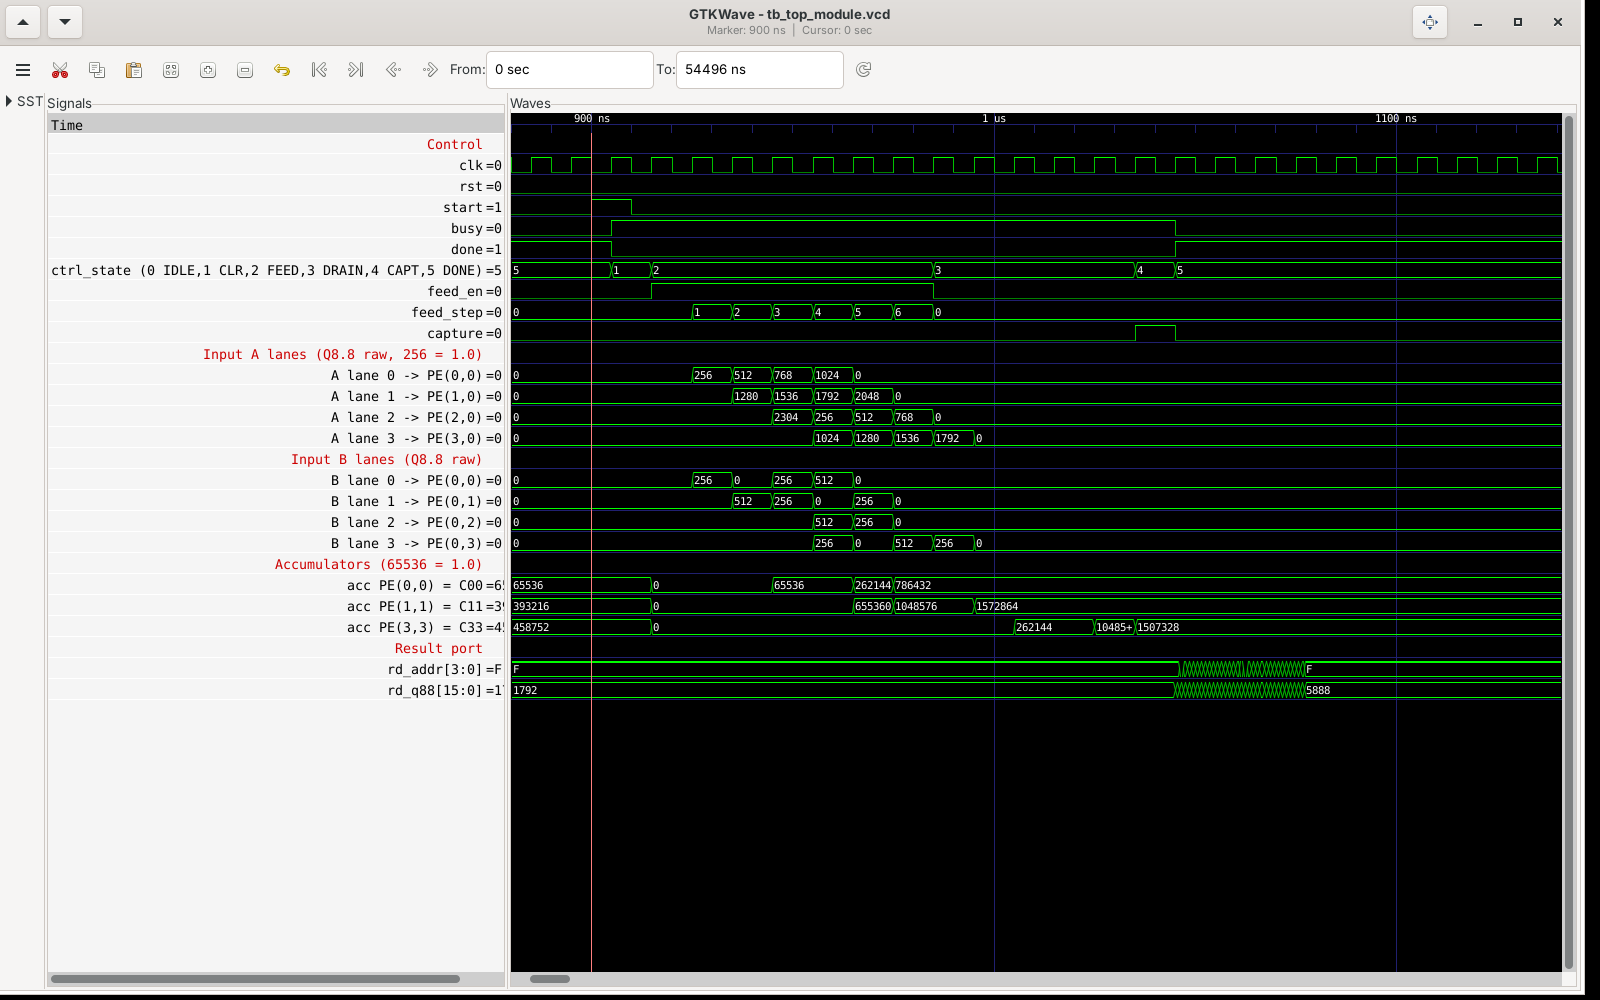 GTKWave - tb_top_module.vcd
Marker: 900 ns | Cursor: 0 sec
From: 0 sec To: 54496 ns
SST Signals Waves
Time 900 ns 1 us 1100 ns
Control
clk=0
rst=0
start=1
busy=0
done=1
ctrl_state (0 IDLE,1 CLR,2 FEED,3 DRAIN,4 CAPT,5 DONE)=5 5 1 2 3 4 5
feed_en=0
feed_step=0 0 1 2 3 4 5 6 0
capture=0
Input A lanes (Q8.8 raw, 256 = 1.0)
A lane 0 -> PE(0,0)=0 0 256 512 768 1024 0
A lane 1 -> PE(1,0)=0 0 1280 1536 1792 2048 0
A lane 2 -> PE(2,0)=0 0 2304 256 512 768 0
A lane 3 -> PE(3,0)=0 0 1024 1280 1536 1792 0
Input B lanes (Q8.8 raw)
B lane 0 -> PE(0,0)=0 0 256 0 256 512 0
B lane 1 -> PE(0,1)=0 0 512 256 0 256 0
B lane 2 -> PE(0,2)=0 0 512 256 0
B lane 3 -> PE(0,3)=0 0 256 0 512 256 0
Accumulators (65536 = 1.0)
acc PE(0,0) = C00=6 65536 0 65536 262144 786432
acc PE(1,1) = C11=3 393216 0 655360 1048576 1572864
acc PE(3,3) = C33=4 458752 0 262144 10485+ 1507328
Result port
rd_addr[3:0]=F F F
rd_q88[15:0]=1 1792 5888